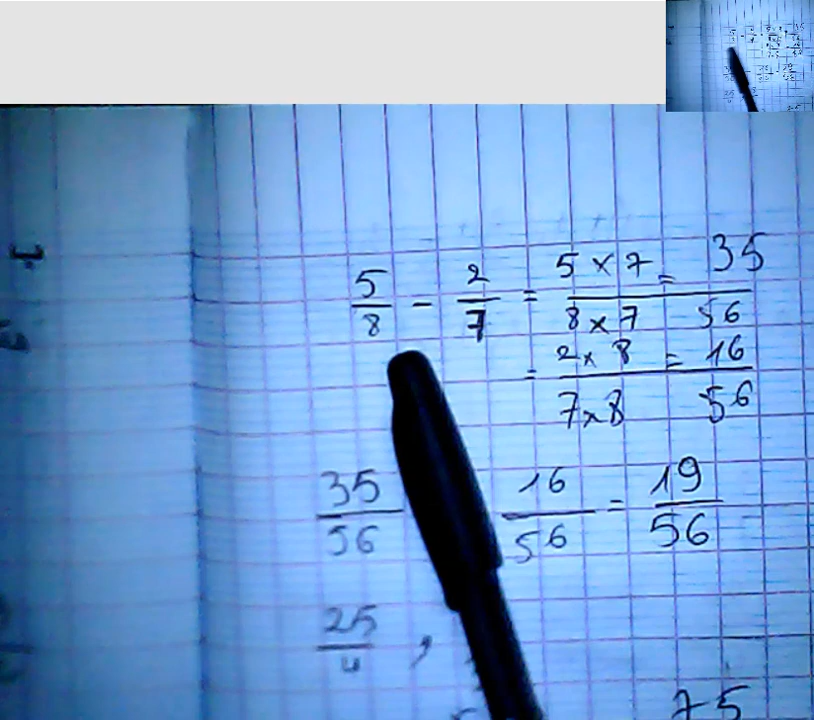 5/8 - 2/7 = 5 x 7 / 8 x 7 = 35/56
= 2 x 8 / 7 x 8 = 16/56
35/56 16/56 = 19/56
25/4 ,
75